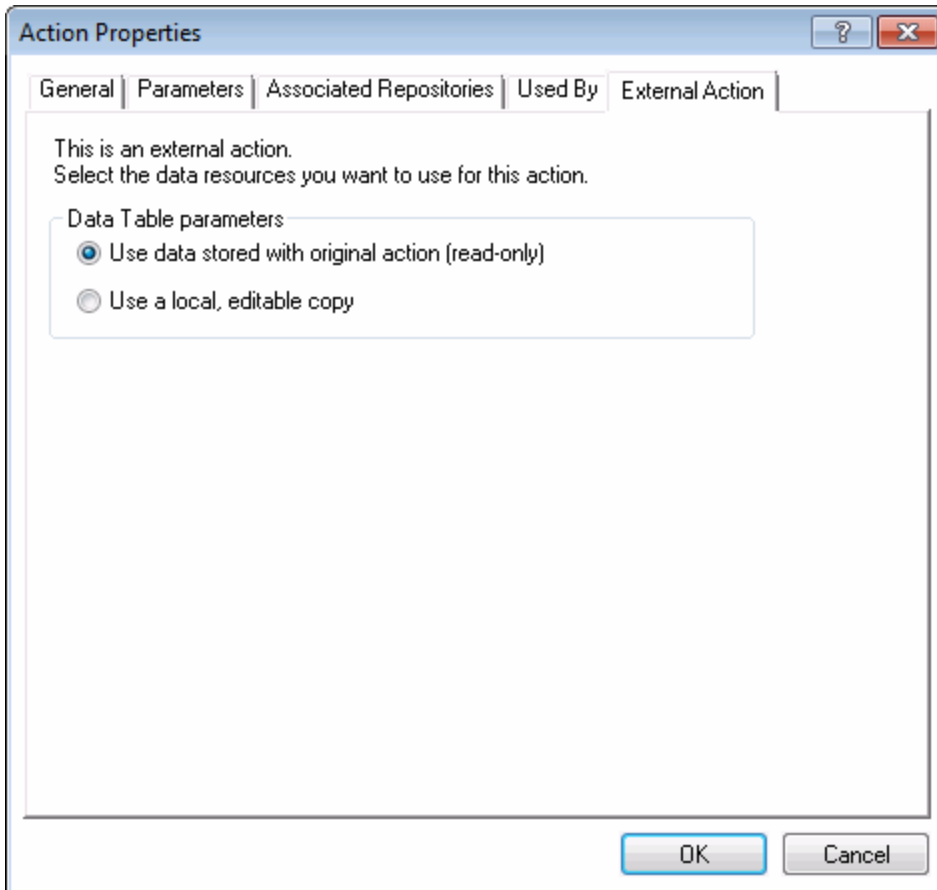 Action Properties
General
Parameters
Associated Repositories
Used By
External Action
This is an external action.
Select the data resources you want to use for this action.
Data Table parameters
Use data stored with original action (read-only)
Use a local, editable copy
OK
Cancel